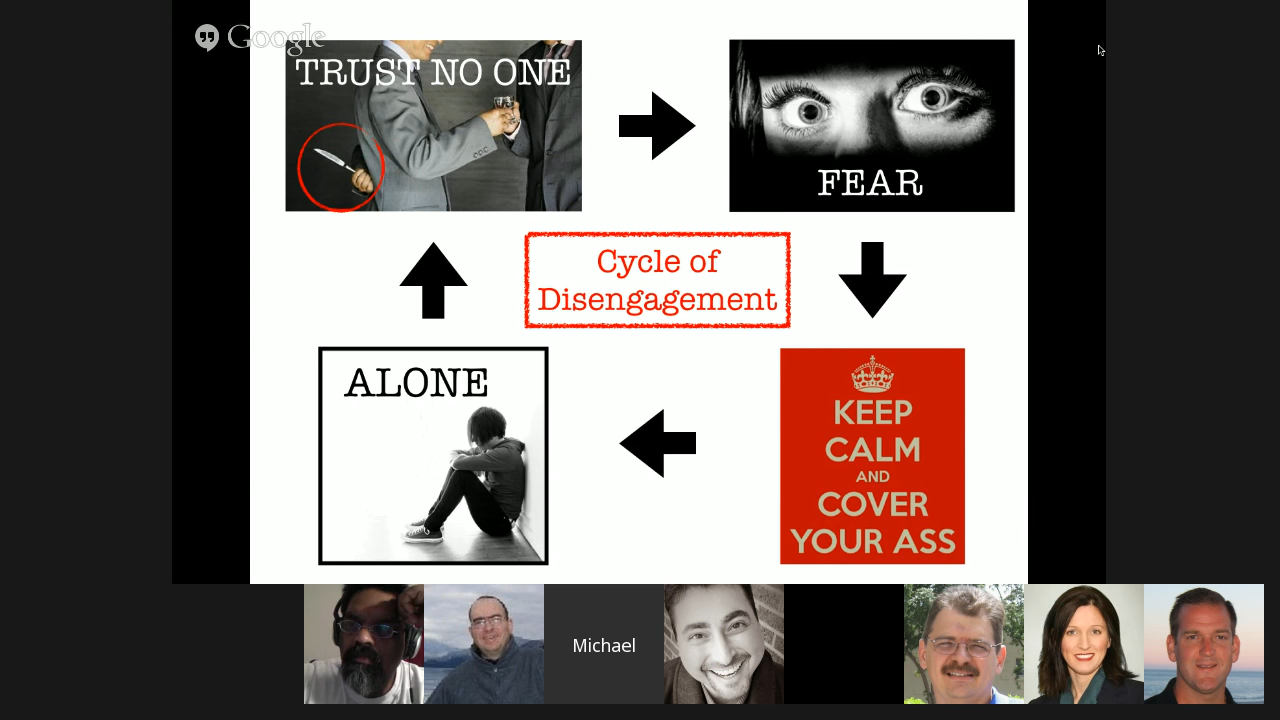 Google
TRUST NO ONE
FEAR
Cycle of
Disengagement
ALONE
KEEP
CALM
AND
COVER
YOUR ASS
Michael